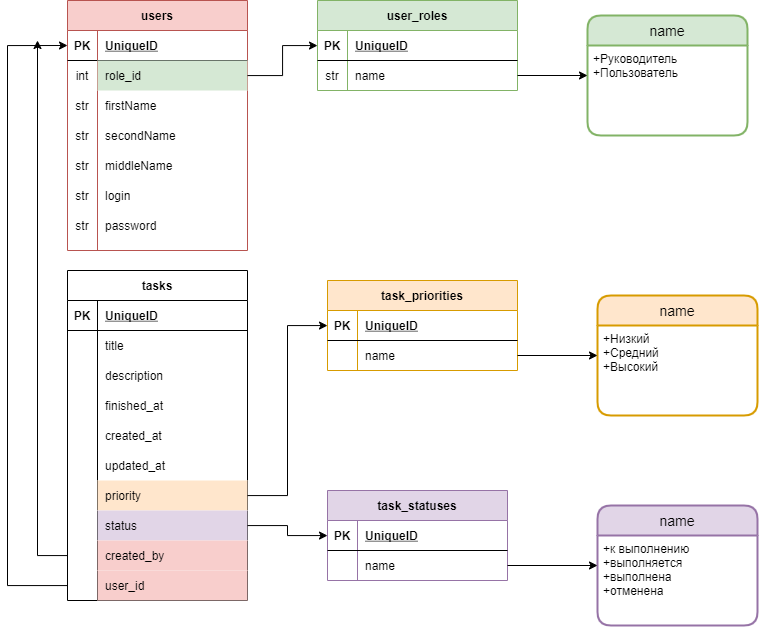 users
PK UniqueID
int role_id
str firstName
str secondName
str middleName
str login
str password
user_roles
PK UniqueID
str name
name
+Руководитель
+Пользователь
tasks
PK UniqueID
title
description
finished_at
created_at
updated_at
priority
status
created_by
user_id
task_priorities
PK UniqueID
name
name
+Низкий
+Средний
+Высокий
task_statuses
PK UniqueID
name
name
+к выполнению
+выполняется
+выполнена
+отменена